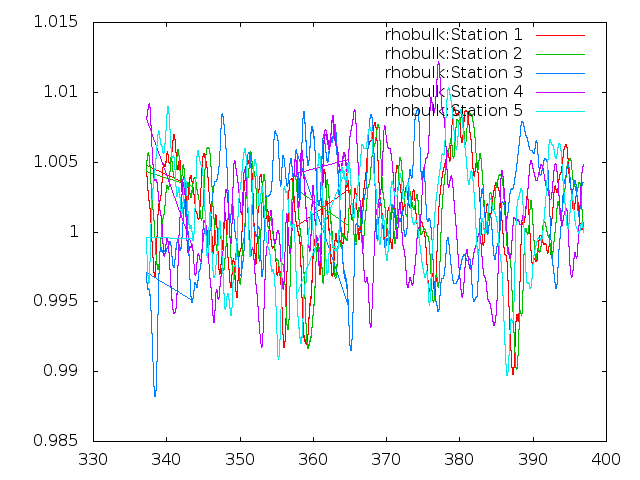 1.015
1.01
1.005
1
0.995
0.99
0.985
330 340 350 360 370 380 390 400
rhobulk:Station 1
rhobulk:Station 2
rhobulk:Station 3
rhobulk:Station 4
rhobulk:Station 5